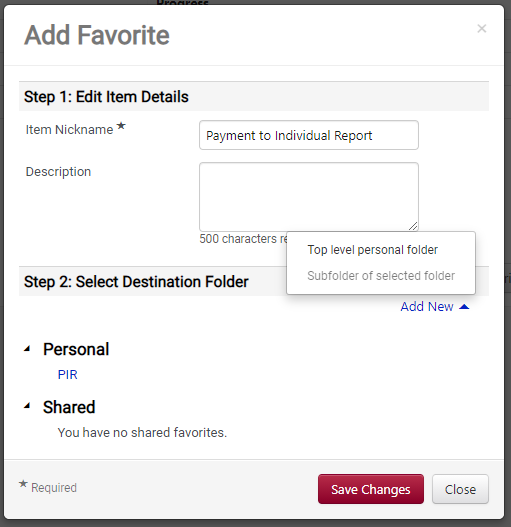 Progress
Add Favorite ×
Step 1: Edit Item Details
Item Nickname ★ Payment to Individual Report
Description
500 characters re
Top level personal folder
Subfolder of selected folder
Step 2: Select Destination Folder
Add New
Personal
PIR
Shared
You have no shared favorites.
★ Required
Save Changes Close